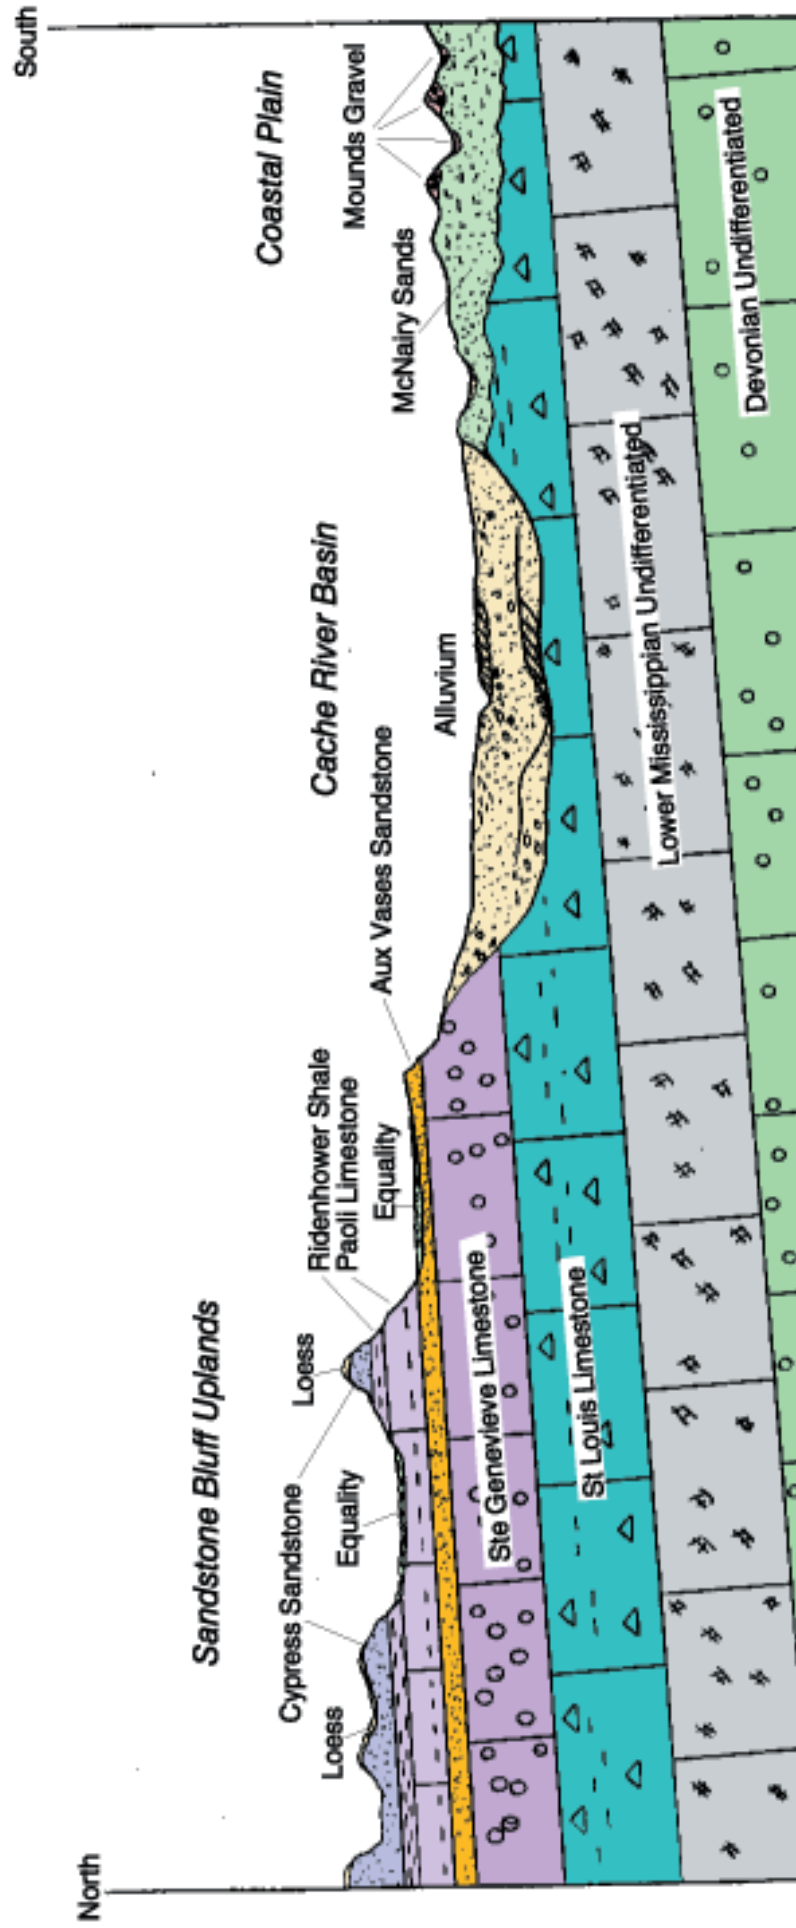 North
South
Sandstone Bluff Uplands
Cache River Basin
Coastal Plain
Loess
Cypress Sandstone
Equality
Loess
Ridenhower Shale
Paoli Limestone
Equality
Aux Vases Sandstone
Alluvium
McNairy Sands
Mounds Gravel
Ste Genevieve Limestone
St Louis Limestone
Lower Mississippian Undifferentiated
Devonian Undifferentiated